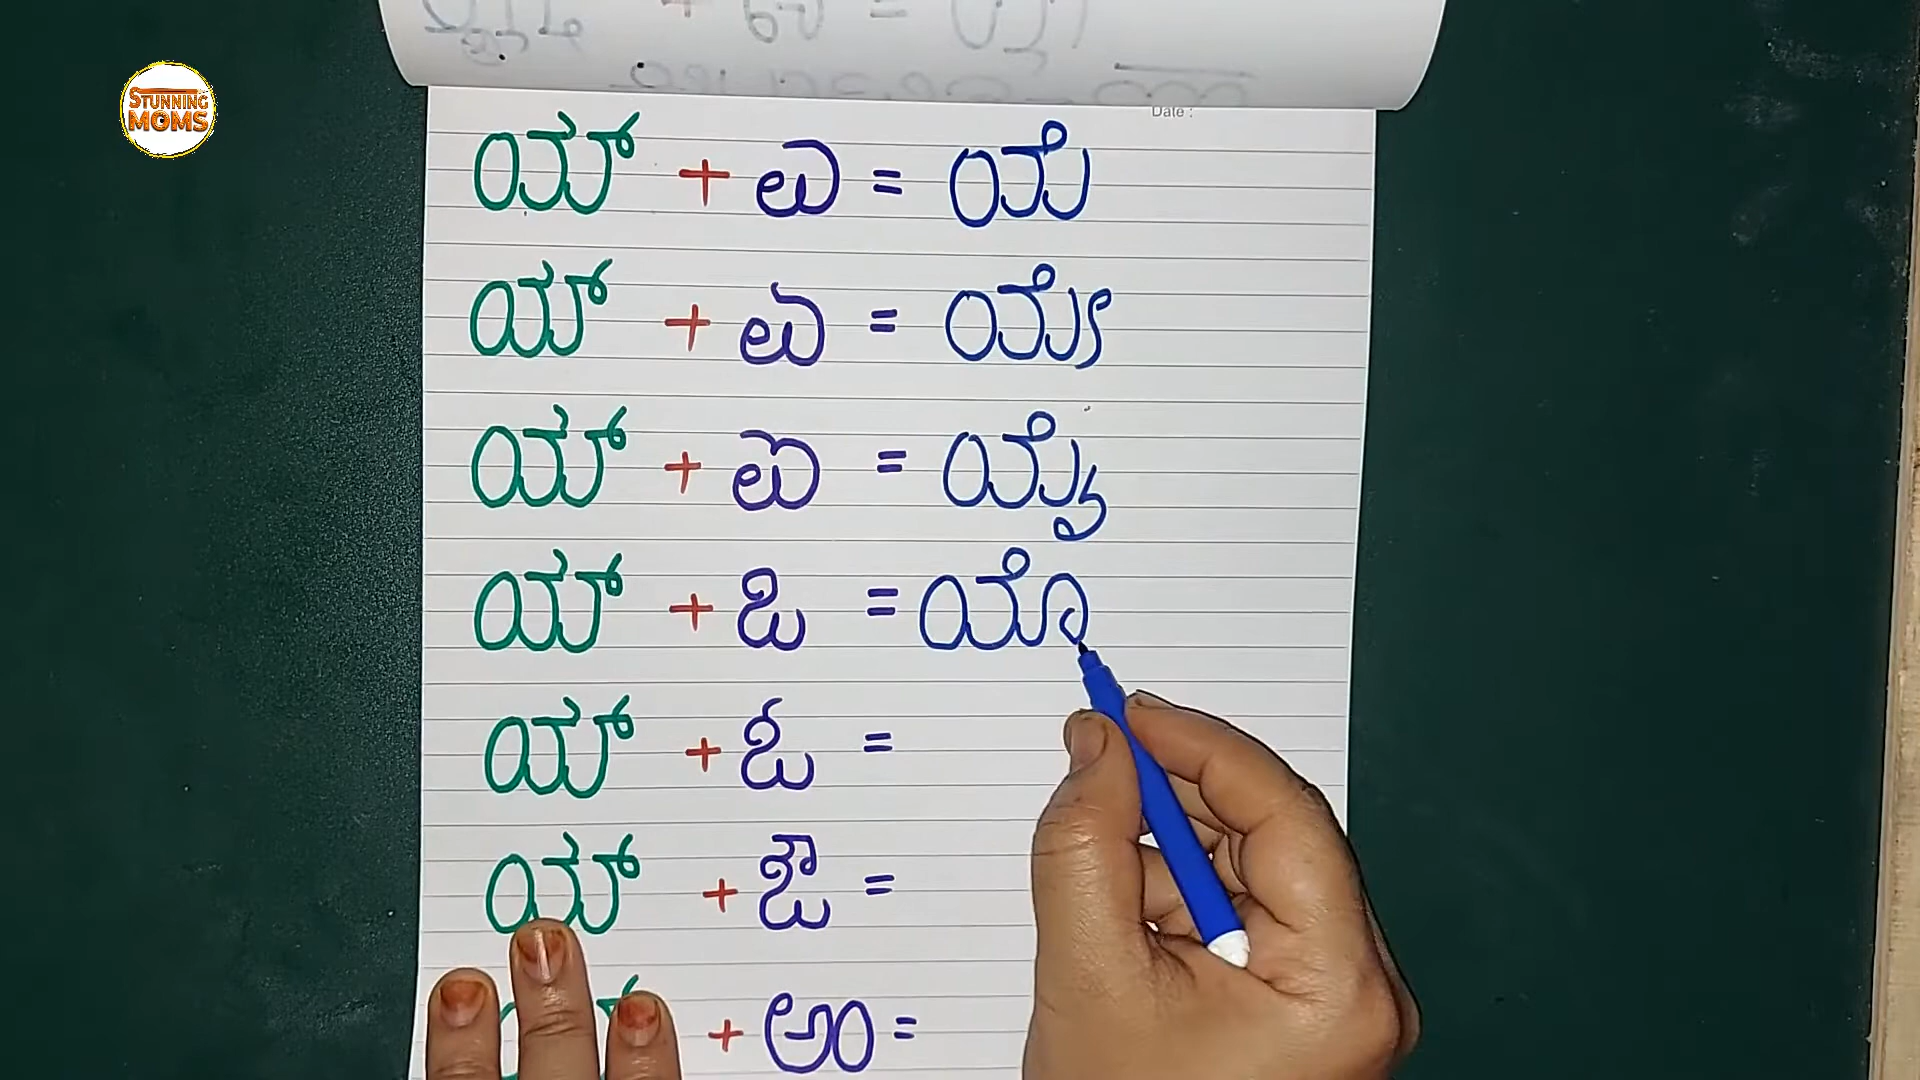 STUNNING
MOMS
Date :
ಯ್ + ಎ = ಯೆ
ಯ್ + ಏ = ಯೇ
ಯ್ + ಐ = ಯೈ
ಯ್ + ಒ = ಯೊ
ಯ್ + ಓ =
ಯ್ + ಔ =
ಯ್ + ಅಂ =